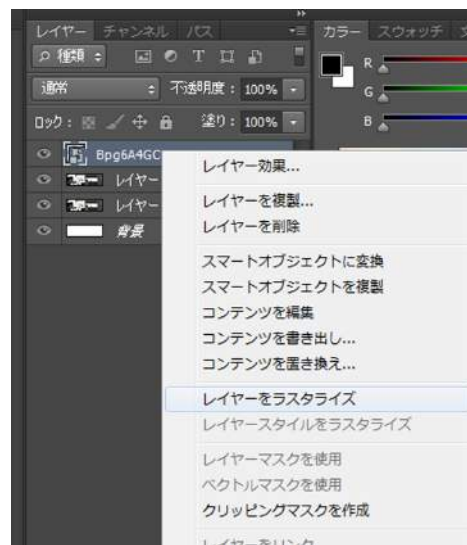 レイヤー チャンネル パス
カラー スウォッチ
種類
T
R
通常 不透明度： 100%
G
ロック： 塗り： 100%
B
Bpg6A4GC
レイヤー
レイヤー
背景
レイヤー効果...
レイヤーを複製...
レイヤーを削除
スマートオブジェクトに変換
スマートオブジェクトを複製
コンテンツを編集
コンテンツを書き出し...
コンテンツを置き換え...
レイヤーをラスタライズ
レイヤースタイルをラスタライズ
レイヤーマスクを使用
ベクトルマスクを使用
クリッピングマスクを作成
レイヤーをリンク